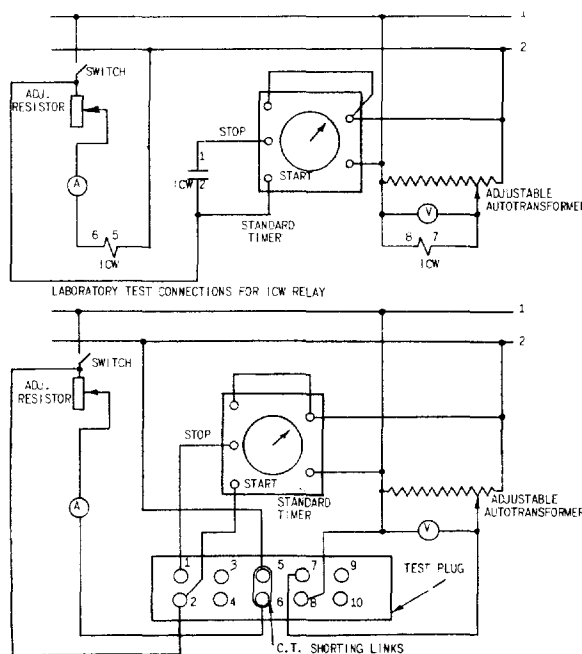 1
2
SWITCH
ADJ.
RESISTOR
STOP
1
ICW 2
START
A
6 5
ICW
STANDARD
TIMER
ADJUSTABLE
AUTOTRANSFORMER
V
8 7
ICW
LABORATORY TEST CONNECTIONS FOR ICW RELAY
1
2
SWITCH
ADJ.
RESISTOR
STOP
START
STANDARD
TIMER
ADJUSTABLE
AUTOTRANSFORMER
A
V
1 3 5 7 9
2 4 6 8 10
TEST PLUG
C.T. SHORTING LINKS